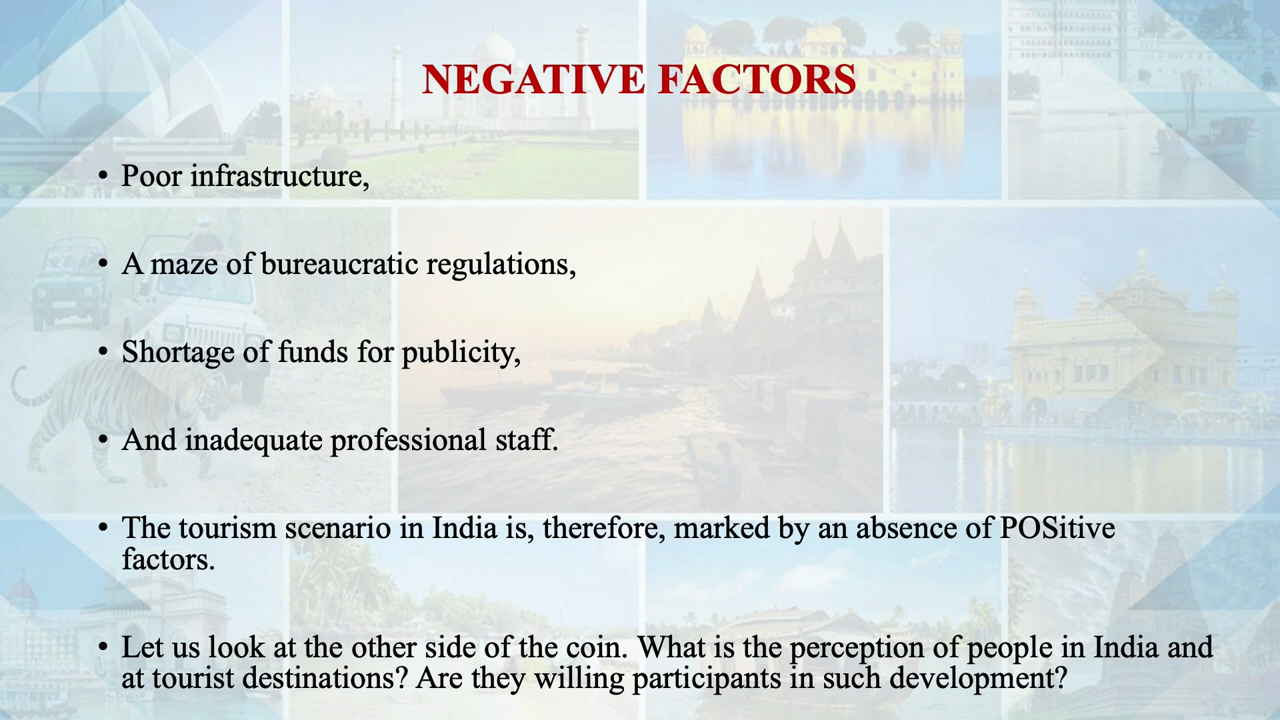 NEGATIVE FACTORS
• Poor infrastructure,
• A maze of bureaucratic regulations,
• Shortage of funds for publicity,
• And inadequate professional staff.
• The tourism scenario in India is, therefore, marked by an absence of POSitive
factors.
• Let us look at the other side of the coin. What is the perception of people in India and
at tourist destinations? Are they willing participants in such development?